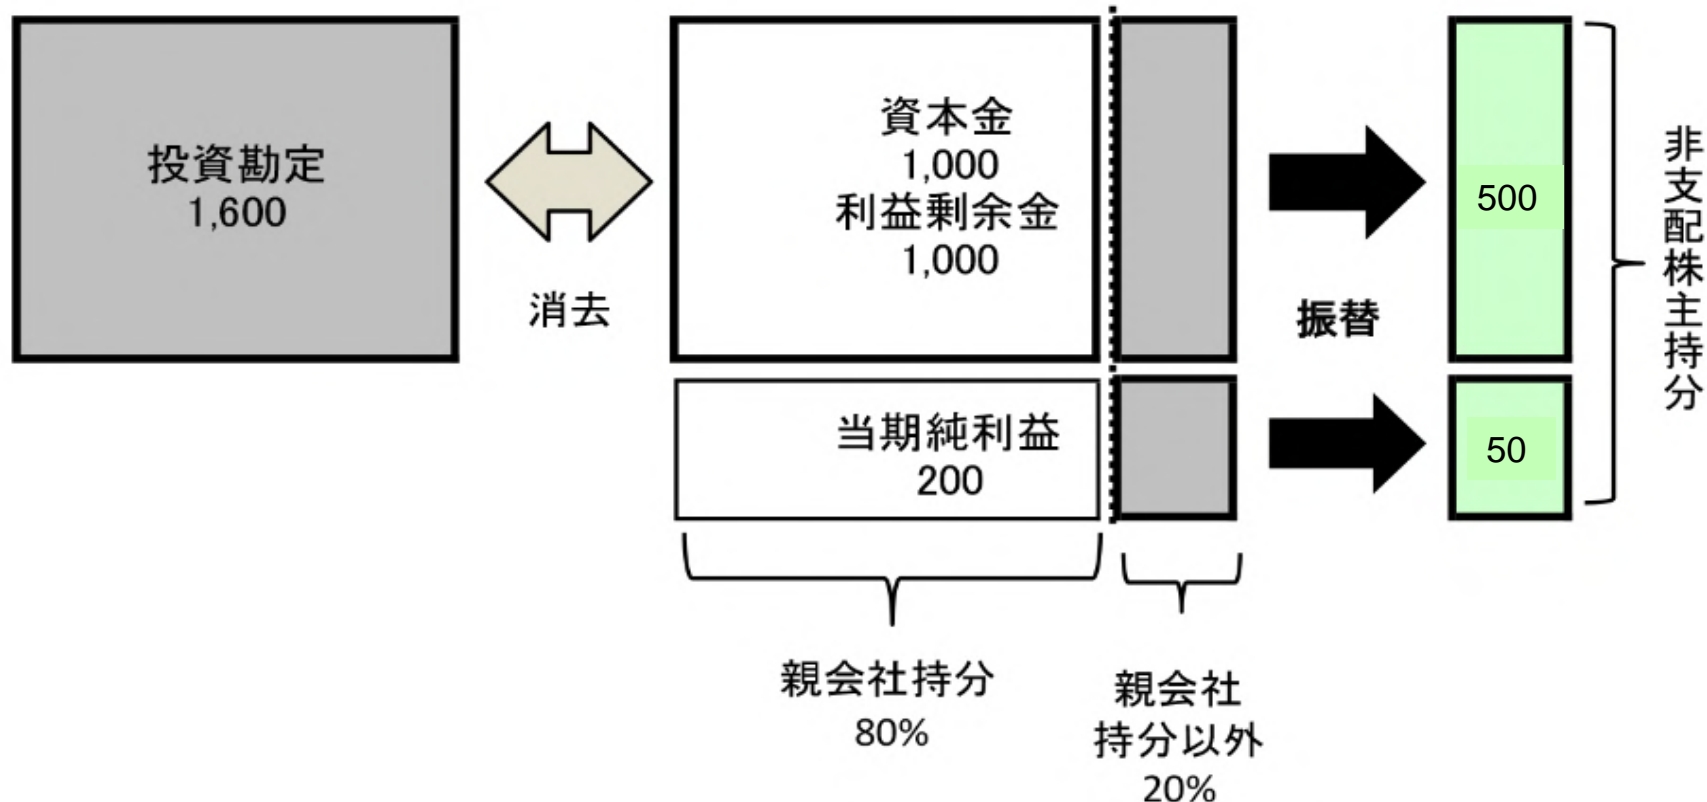 投資勘定
1,600
消去
資本金
1,000
利益剰余金
1,000
振替
500
非支配株主持分
当期純利益
200
50
親会社持分
80%
親会社
持分以外
20%